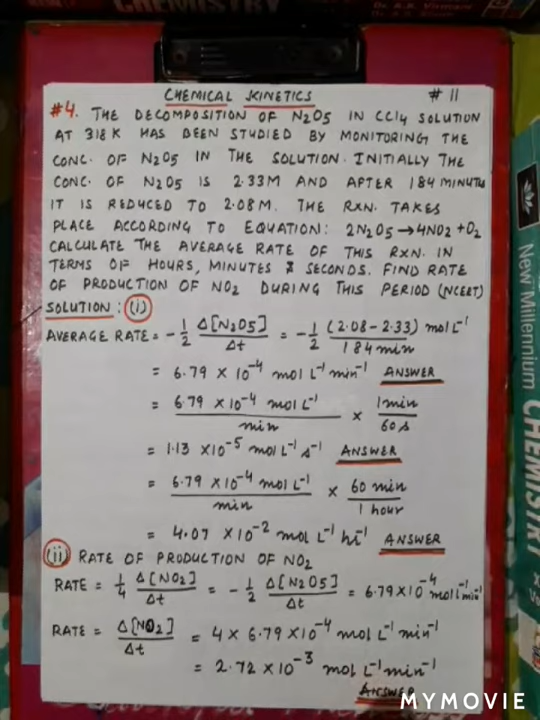 CHEMISTRY
Dr. A.K. Virmani
CHEMICAL KINETICS # 11
#4. THE DECOMPOSITION OF N2O5 IN CCl4 SOLUTION
AT 318K HAS BEEN STUDIED BY MONITORING THE
CONC. OF N2O5 IN THE SOLUTION. INITIALLY THE
CONC. OF N2O5 IS 2.33M AND AFTER 184 MINUTES
IT IS REDUCED TO 2.08M. THE RXN. TAKES
PLACE ACCORDING TO EQUATION: 2N2O5 → 4NO2 + O2
CALCULATE THE AVERAGE RATE OF THIS RXN. IN
TERMS OF HOURS, MINUTES & SECONDS. FIND RATE
OF PRODUCTION OF NO2 DURING THIS PERIOD (NCERT)
SOLUTION: (i)
AVERAGE RATE = -1/2 Δ[N2O5]/Δt = -1/2 (2.08 - 2.33) mol L⁻¹/184 min
= 6.79 × 10⁻⁴ mol L⁻¹ min⁻¹ ANSWER
= 6.79 × 10⁻⁴ mol L⁻¹/min × 1min/60s
= 1.13 × 10⁻⁵ mol L⁻¹ s⁻¹ ANSWER
= 6.79 × 10⁻⁴ mol L⁻¹/min × 60 min/1 hour
= 4.07 × 10⁻² mol L⁻¹ hr⁻¹ ANSWER
(ii) RATE OF PRODUCTION OF NO2
RATE = 1/4 Δ[NO2]/Δt = -1/2 Δ[N2O5]/Δt = 6.79×10⁻⁴ mol L⁻¹ min⁻¹
RATE = Δ[NO2]/Δt = 4 × 6.79 × 10⁻⁴ mol L⁻¹ min⁻¹
= 2.72 × 10⁻³ mol L⁻¹ min⁻¹
ANSWER
New Millennium
CHEMISTRY
MYMOVIE